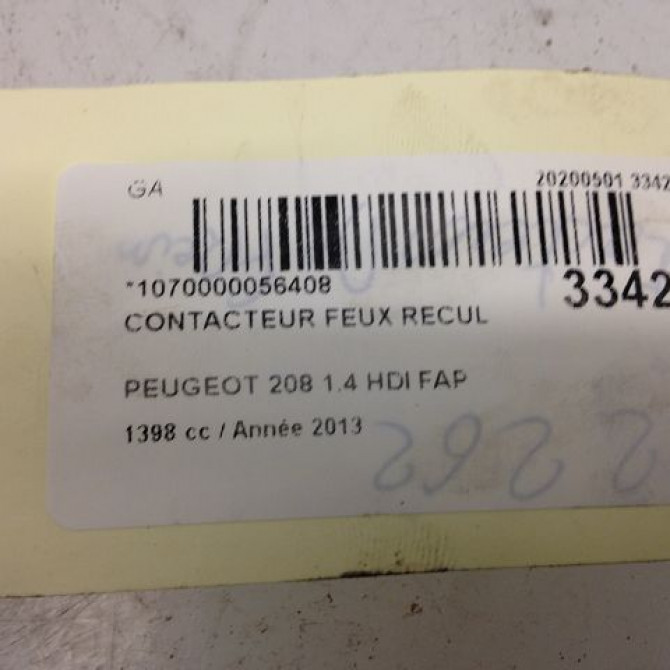 GA 20200501 3342
*1070000056408 3342
CONTACTEUR FEUX RECUL
PEUGEOT 208 1.4 HDI FAP
1398 cc / Année 2013